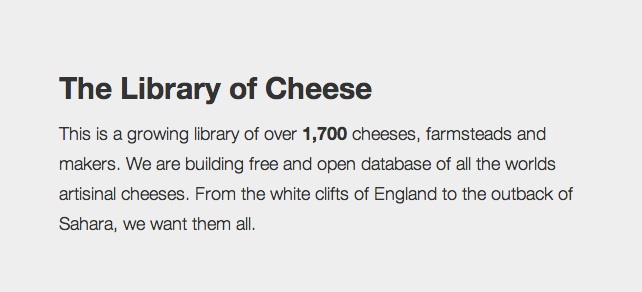 The Library of Cheese
This is a growing library of over 1,700 cheeses, farmsteads and
makers. We are building free and open database of all the worlds
artisinal cheeses. From the white clifts of England to the outback of
Sahara, we want them all.